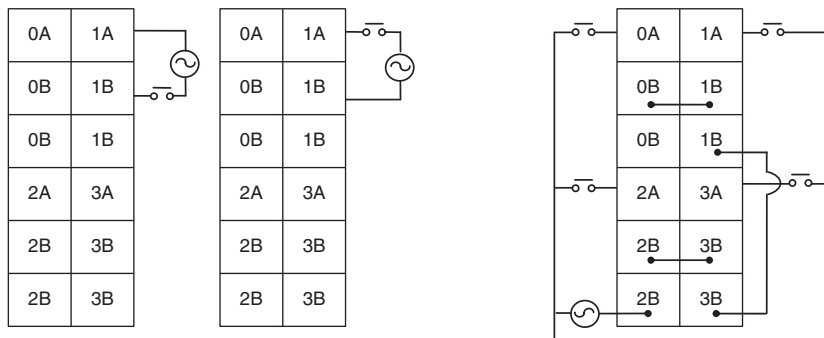 0A 1A 0A 1A 0A 1A
0B 1B 0B 1B 0B 1B
0B 1B 0B 1B 0B 1B
2A 3A 2A 3A 2A 3A
2B 3B 2B 3B 2B 3B
2B 3B 2B 3B 2B 3B